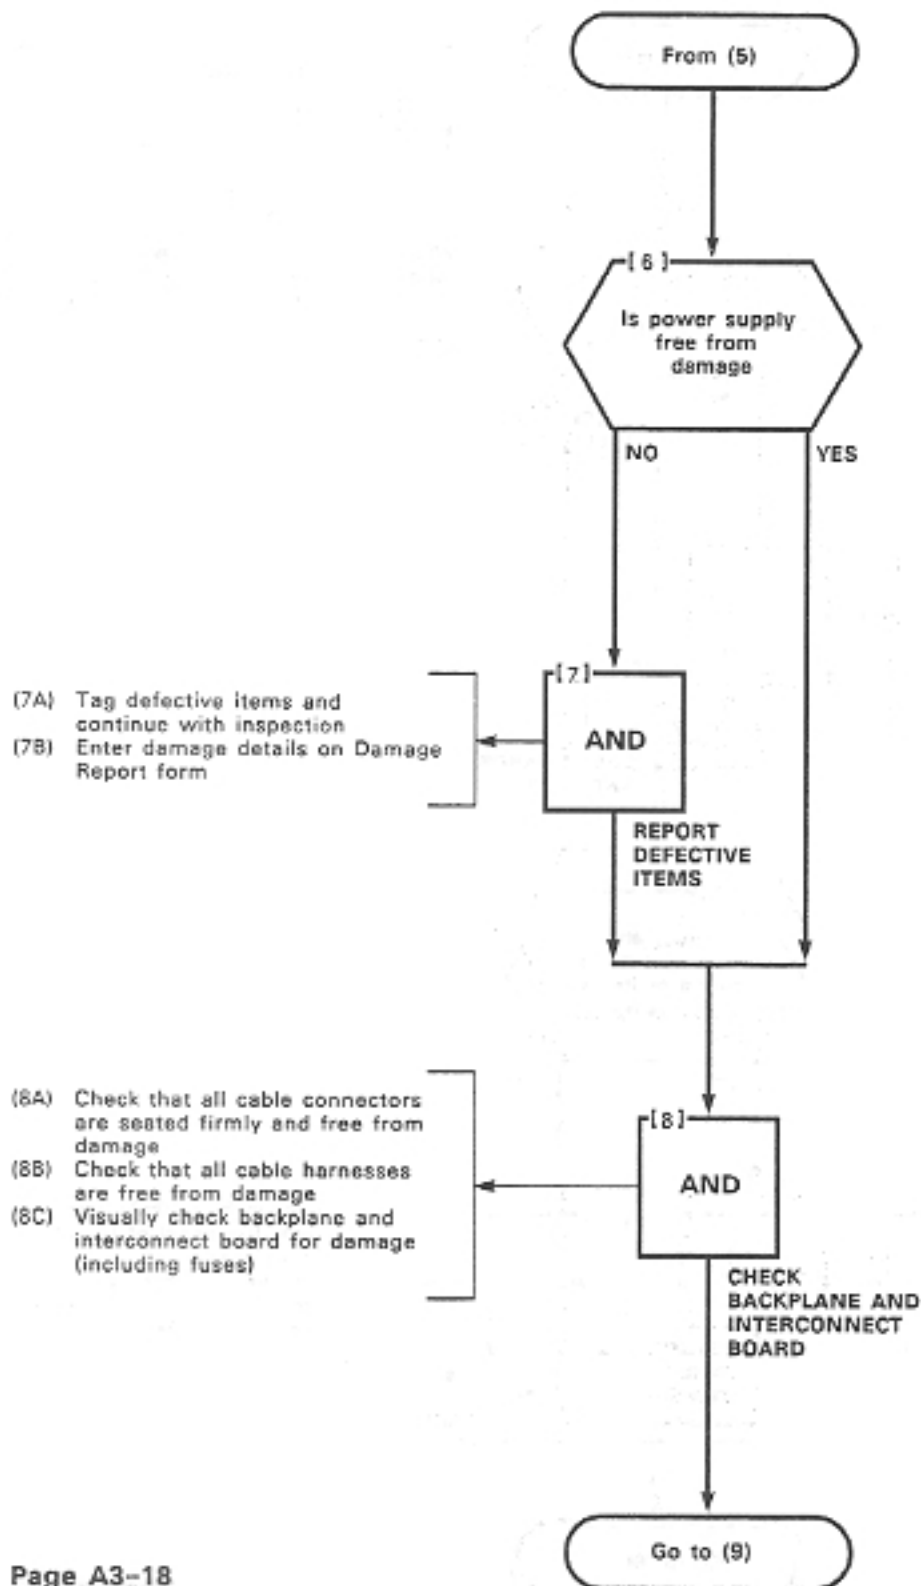 From (5)
[6]
Is power supply
free from
damage
NO
YES
(7A) Tag defective items and
continue with inspection
(7B) Enter damage details on Damage
Report form
[7]
AND
REPORT
DEFECTIVE
ITEMS
(8A) Check that all cable connectors
are seated firmly and free from
damage
(8B) Check that all cable harnesses
are free from damage
(8C) Visually check backplane and
interconnect board for damage
(including fuses)
[8]
AND
CHECK
BACKPLANE AND
INTERCONNECT
BOARD
Go to (9)
Page A3-18